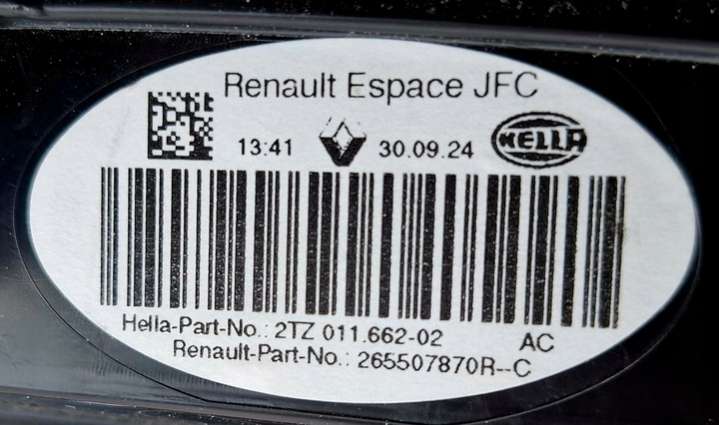 Renault Espace JFC
13:41 30.09.24 HELLA
Hella-Part-No.: 2TZ 011.662-02 AC
Renault-Part-No.: 265507870R--C